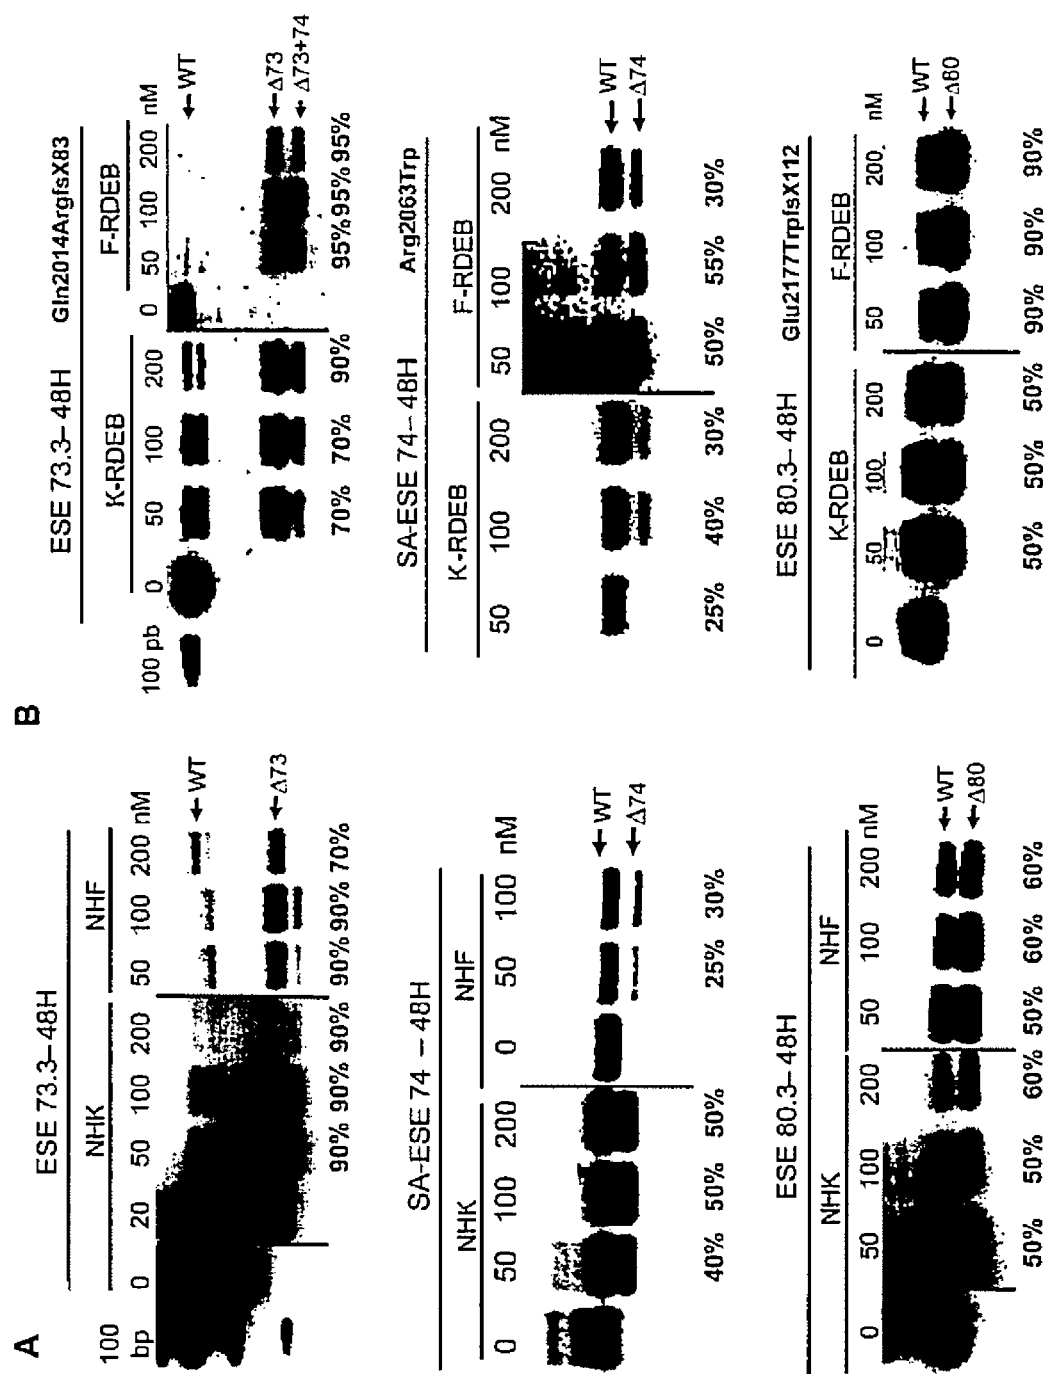 A
ESE 73.3–48H
NHK NHF
100 bp 0 20 50 100 200 50 100 200 nM
WT
Δ73
90% 90% 90% 90% 90% 70%
SA-ESE 74 – 48H
NHK NHF
0 50 100 200 0 50 100 nM
WT
Δ74
40% 50% 50% 25% 30%
ESE 80.3–48H
NHK NHF
0 50 100 200 50 100 200 nM
WT
Δ80
50% 50% 60% 50% 60% 60%
B
ESE 73.3–48H Gln2014ArgfsX83
K-RDEB F-RDEB
100 pb 0 50 100 200 0 50 100 200 nM
WT
Δ73
Δ73+74
70% 70% 90% 95% 95% 95%
SA-ESE 74–48H Arg2063Trp
K-RDEB F-RDEB
50 100 200 50 100 200 nM
WT
Δ74
25% 40% 30% 50% 55% 30%
ESE 80.3–48H Glu2177TrpfsX112
K-RDEB F-RDEB
0 50 100 200 50 100 200 nM
WT
Δ80
50% 50% 50% 90% 90% 90%